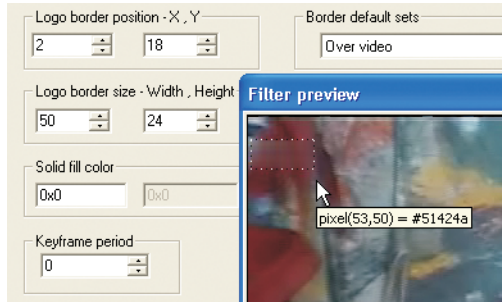 Logo border position - X , Y
2
18
Border default sets
Over video
Logo border size - Width , Height
50
24
Filter preview
Solid fill color
0x0
0x0
pixel(53,50) = #51424a
Keyframe period
0